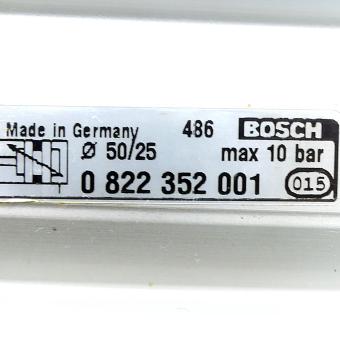 Made in Germany 486 BOSCH
Ø 50/25 max 10 bar
0 822 352 001 015